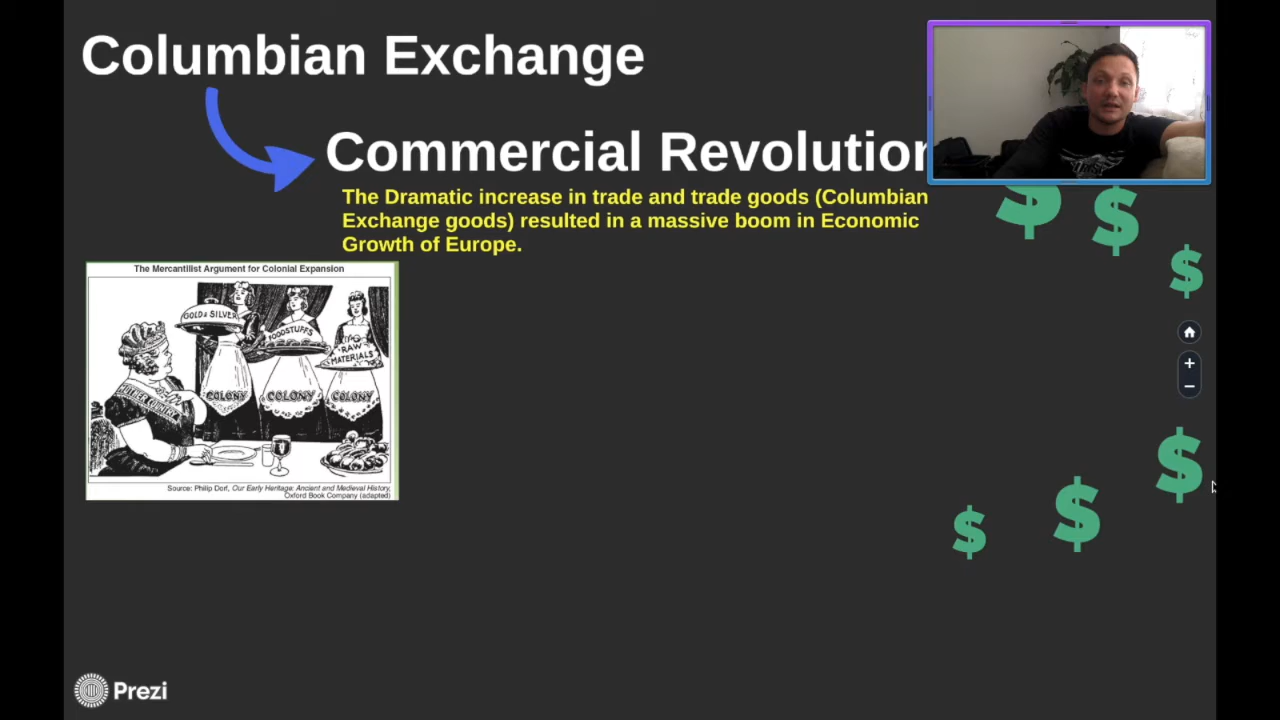 Columbian Exchange
Commercial Revolution
The Dramatic increase in trade and trade goods (Columbian
Exchange goods) resulted in a massive boom in Economic
Growth of Europe.
The Mercantilist Argument for Colonial Expansion
GOLD & SILVER
FOODSTUFFS
RAW
MATERIALS
MOTHER COUNTRY
COLONY COLONY COLONY
Source: Philip Dorf, Our Early Heritage: Ancient and Medieval History,
Oxford Book Company (adapted)
$ $
$
$
$
$
Prezi